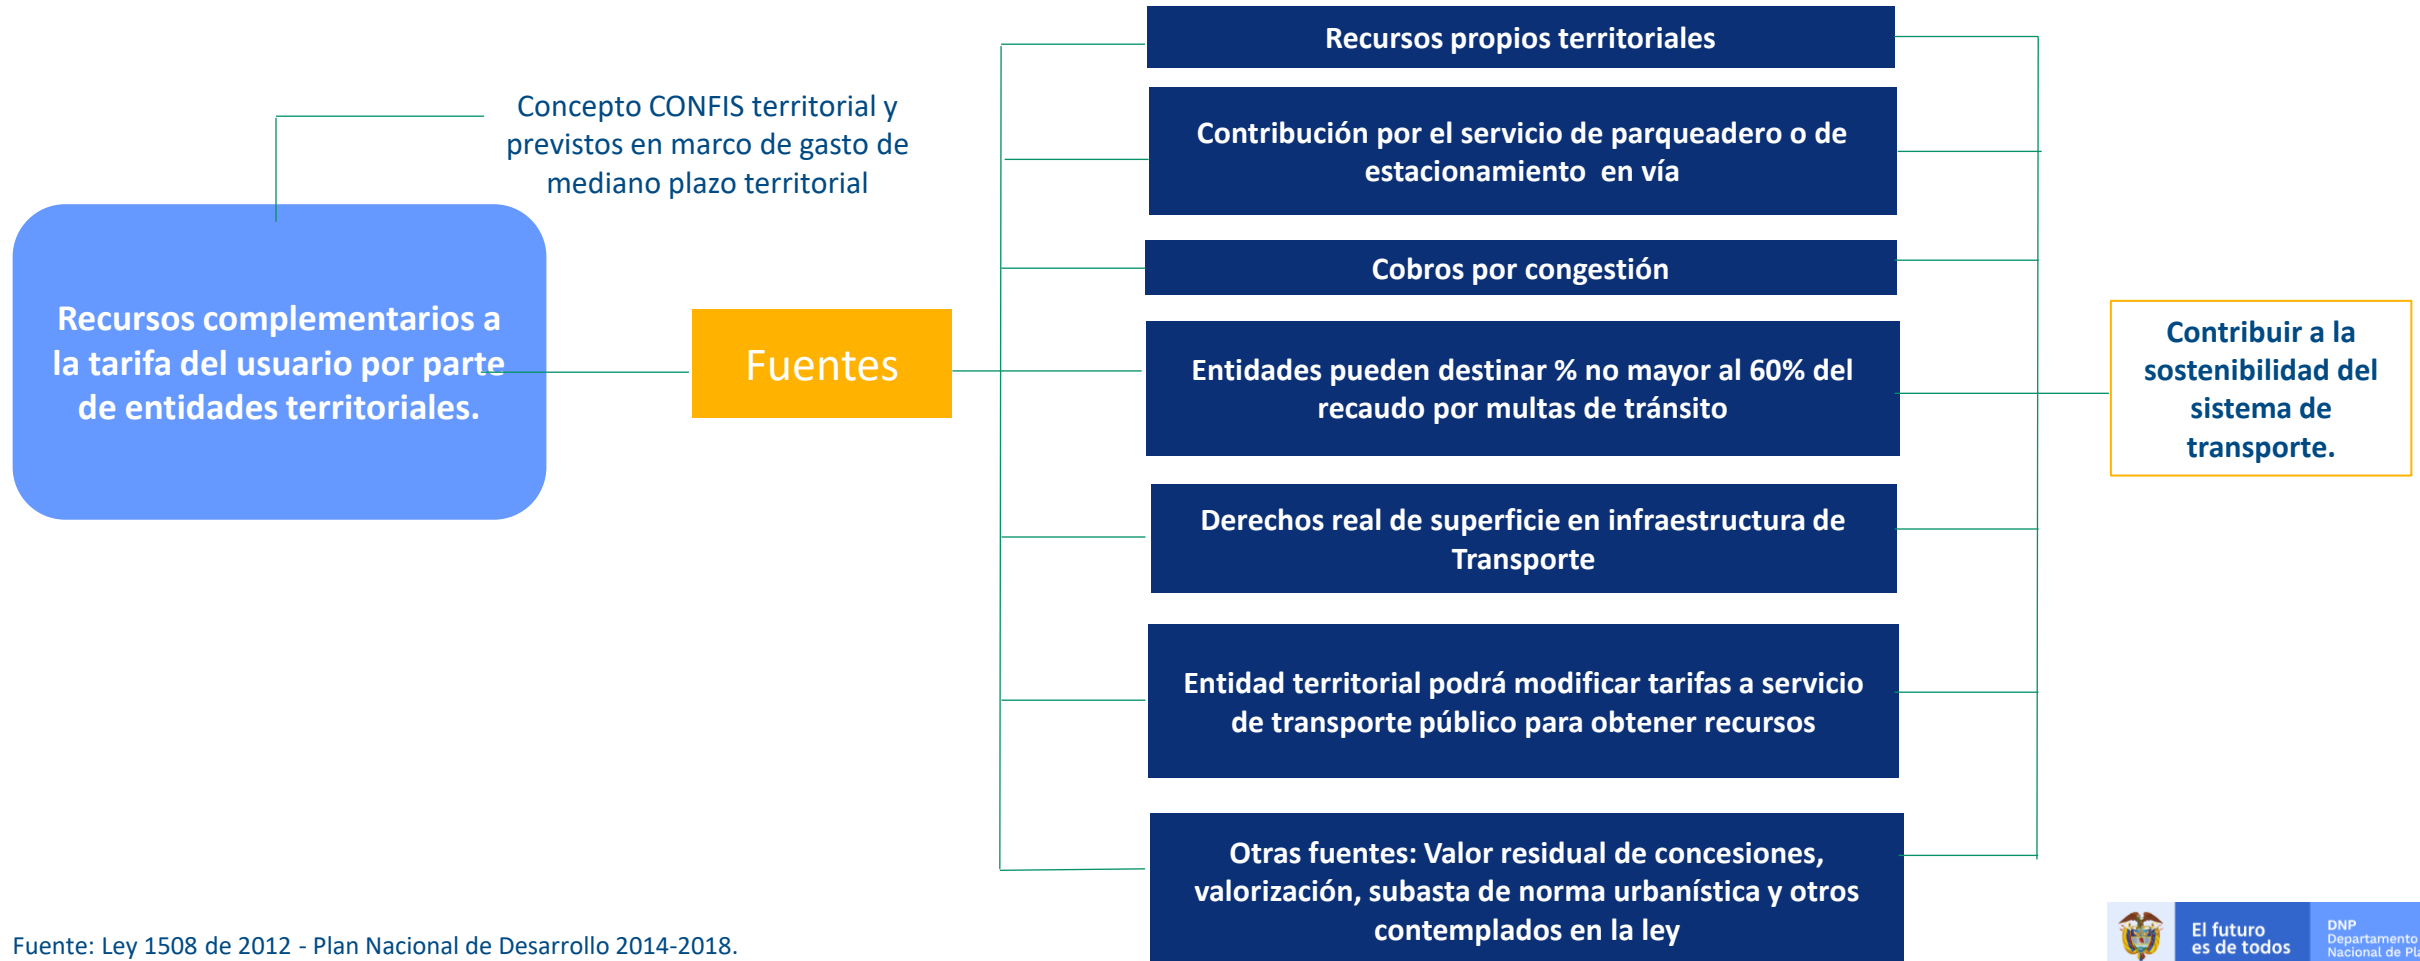 Concepto CONFIS territorial y
previstos en marco de gasto de
mediano plazo territorial
Recursos complementarios a
la tarifa del usuario por parte
de entidades territoriales.
Fuentes
Recursos propios territoriales
Contribución por el servicio de parqueadero o de
estacionamiento en vía
Cobros por congestión
Entidades pueden destinar % no mayor al 60% del
recaudo por multas de tránsito
Derechos real de superficie en infraestructura de
Transporte
Entidad territorial podrá modificar tarifas a servicio
de transporte público para obtener recursos
Otras fuentes: Valor residual de concesiones,
valorización, subasta de norma urbanística y otros
contemplados en la ley
Contribuir a la
sostenibilidad del
sistema de
transporte.
Fuente: Ley 1508 de 2012 - Plan Nacional de Desarrollo 2014-2018.
El futuro
es de todos
DNP
Departamento
Nacional de